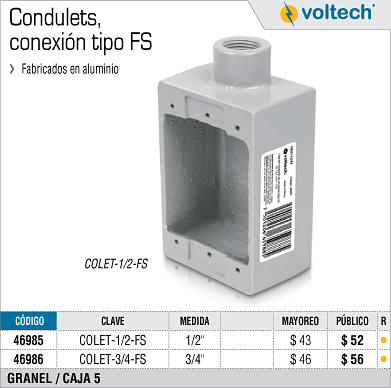 Condulets,
conexión tipo FS
voltech®
› Fabricados en aluminio
voltech.
COLET-1/2-FS
CÓDIGO CLAVE MEDIDA MAYOREO PÚBLICO R
46985 COLET-1/2-FS 1/2" $ 43 $ 52
46986 COLET-3/4-FS 3/4" $ 46 $ 56
GRANEL / CAJA 5